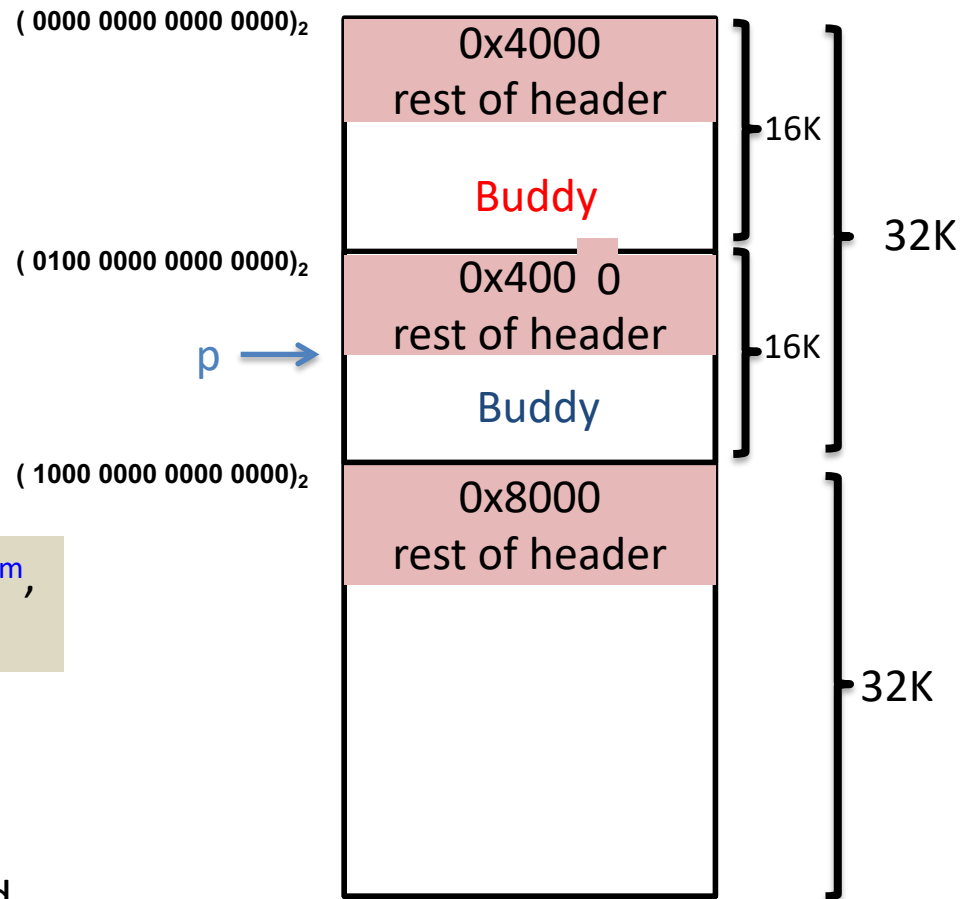 ( 0000 0000 0000 0000)₂
0x4000
rest of header
16K
Buddy
32K
( 0100 0000 0000 0000)₂
0x400 0
rest of header
p
16K
Buddy
( 1000 0000 0000 0000)₂
0x8000
rest of header
m,
32K